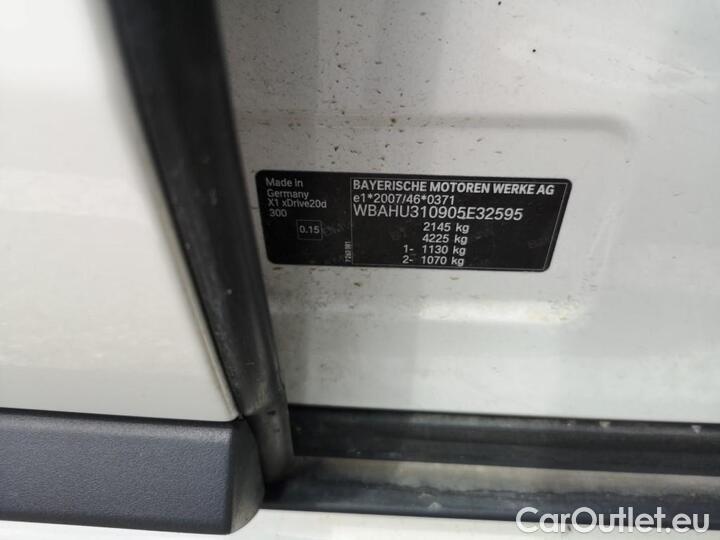 Made in
Germany
X1 xDrive20d
300
0.15
7263181
BAYERISCHE MOTOREN WERKE AG
e1*2007/46*0371
WBAHU310905E32595
2145 kg
4225 kg
1- 1130 kg
2- 1070 kg
CarOutlet.eu